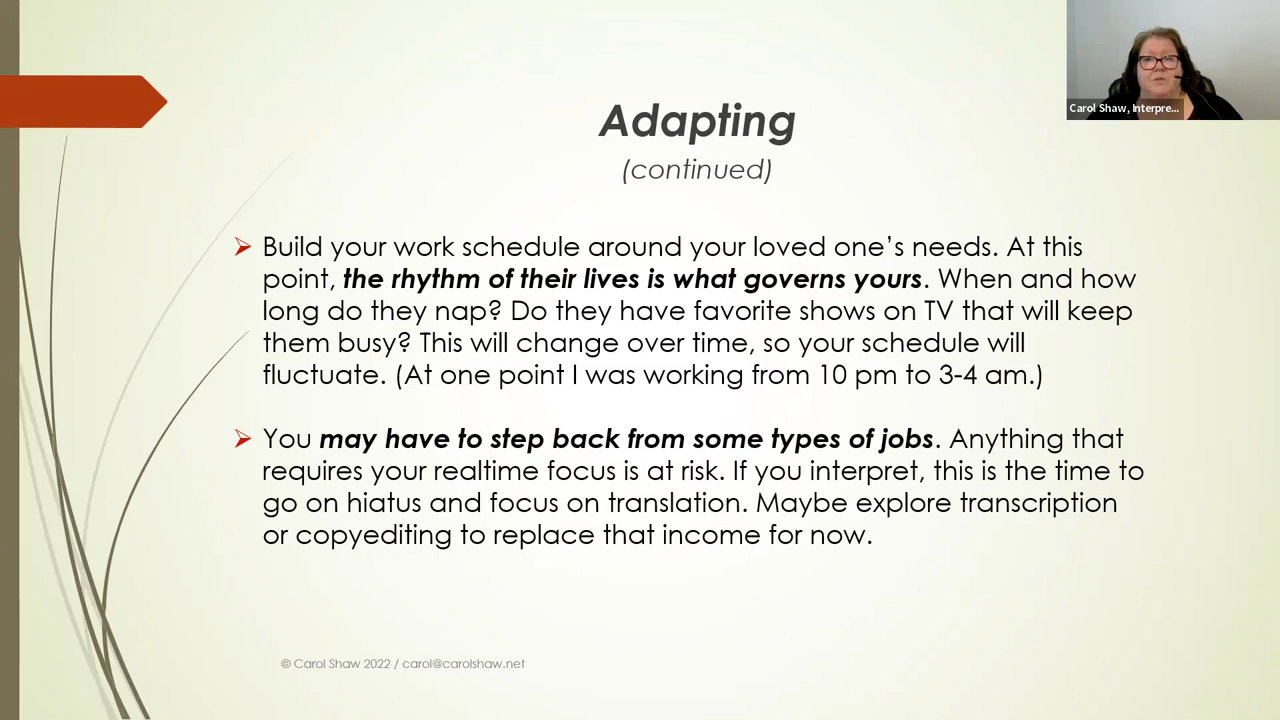 Carol Shaw, Interpre...
Adapting
(continued)
➢ Build your work schedule around your loved one’s needs. At this
point, the rhythm of their lives is what governs yours. When and how
long do they nap? Do they have favorite shows on TV that will keep
them busy? This will change over time, so your schedule will
fluctuate. (At one point I was working from 10 pm to 3-4 am.)
➢ You may have to step back from some types of jobs. Anything that
requires your realtime focus is at risk. If you interpret, this is the time to
go on hiatus and focus on translation. Maybe explore transcription
or copyediting to replace that income for now.
© Carol Shaw 2022 / carol@carolshaw.net